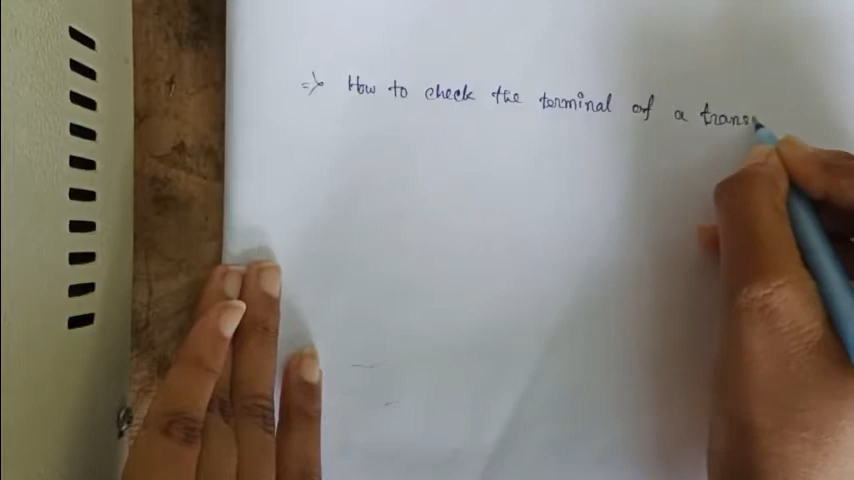 => How to check the terminal of a trans